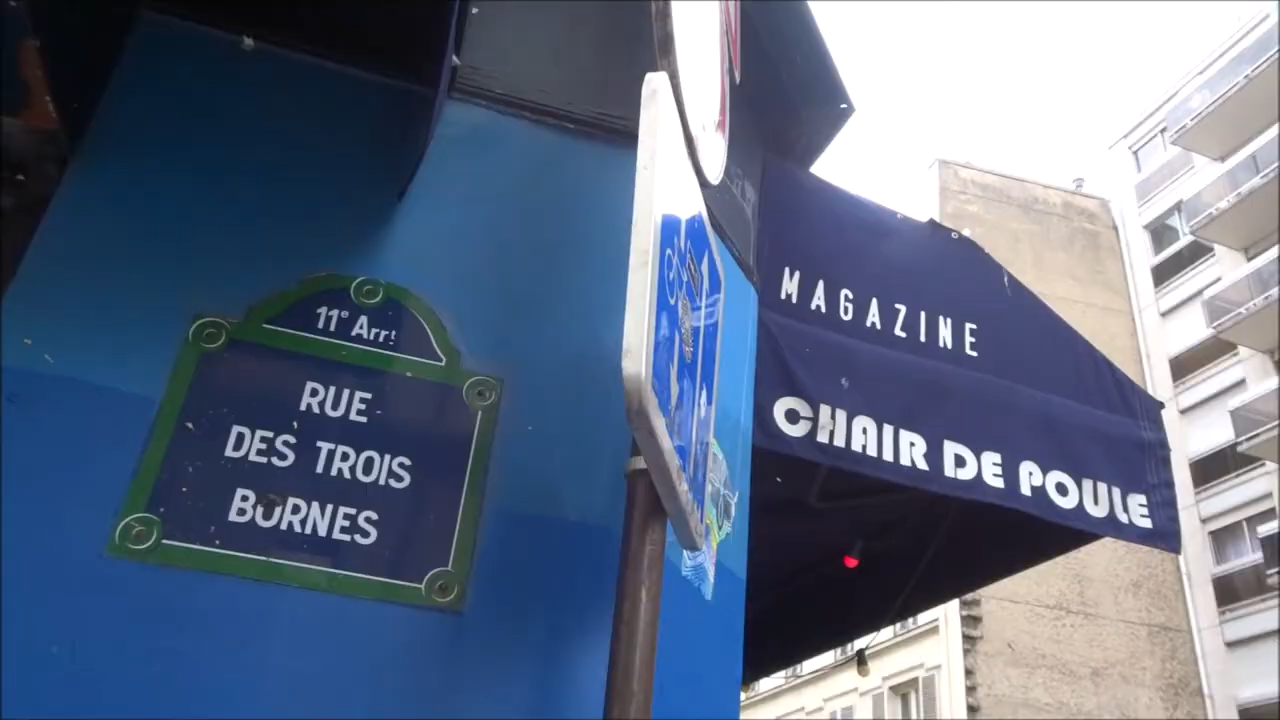 11e Arrt
RUE
DES TROIS
BORNES
MAGAZINE
CHAIR DE POULE